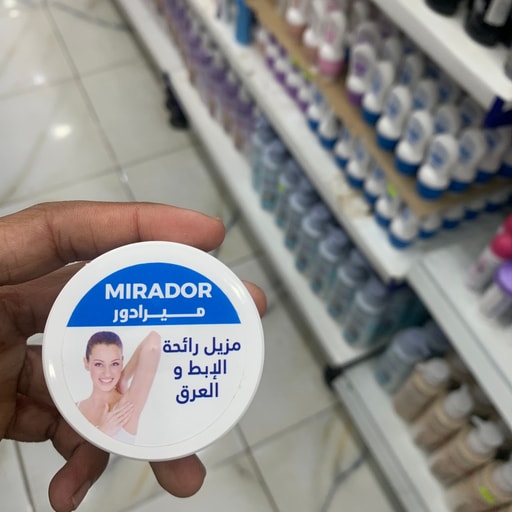 MIRADOR
ميرادور
مزيل رائحة
الإبط و
العرق